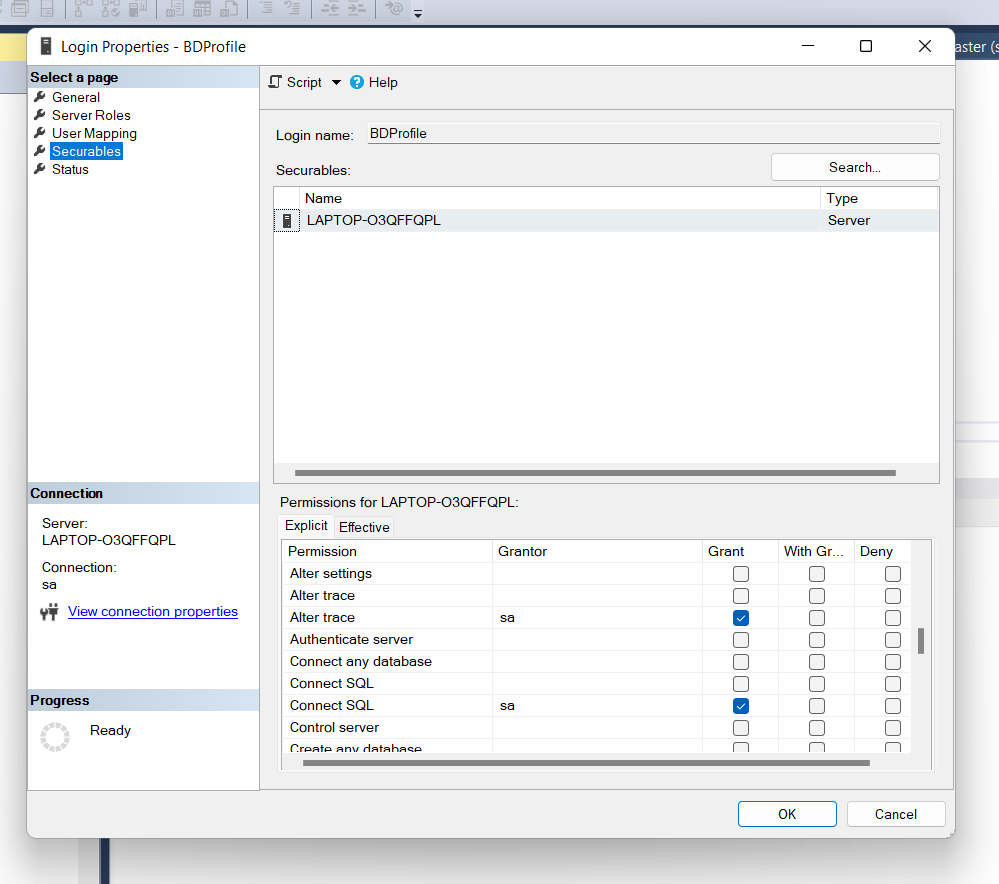 Login Properties - BDProfile
aster (s
Select a page
General
Server Roles
User Mapping
Securables
Status
Script
Help
Login name:
BDProfile
Securables:
Search...
Name Type
LAPTOP-O3QFFQPL Server
Connection
Server:
LAPTOP-O3QFFQPL
Connection:
sa
View connection properties
Progress
Ready
Permissions for LAPTOP-O3QFFQPL:
Explicit Effective
Permission Grantor Grant With Gr... Deny
Alter settings
Alter trace
Alter trace sa
Authenticate server
Connect any database
Connect SQL
Connect SQL sa
Control server
Create any database
OK Cancel